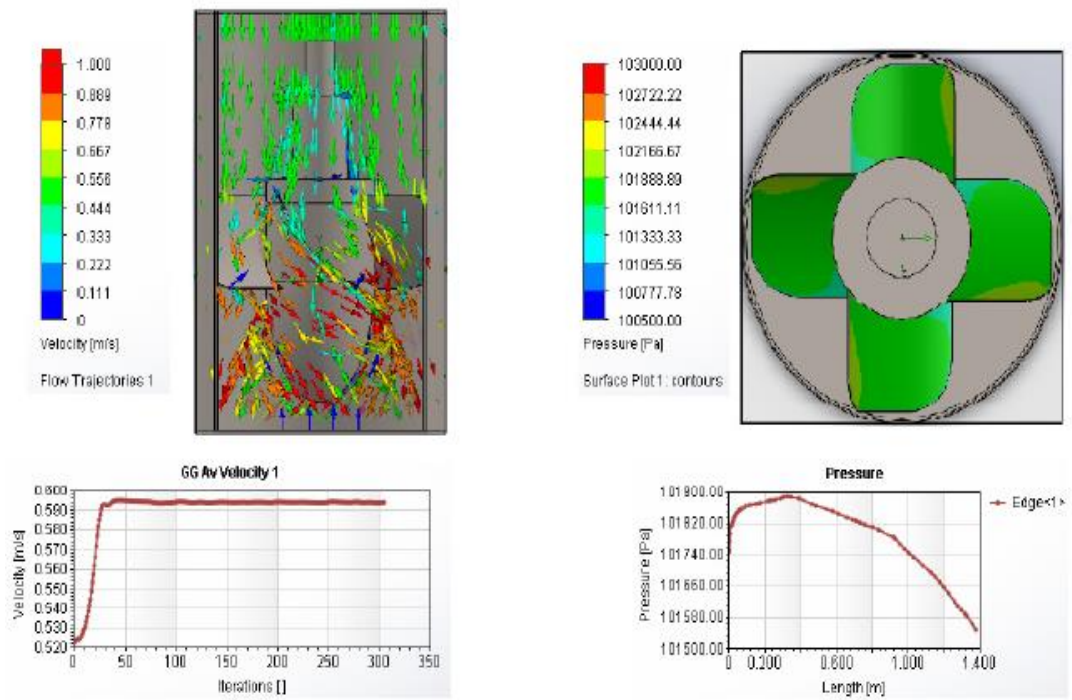 1.000
0.889
0.778
0.667
0.556
0.444
0.333
0.222
0.111
0
Velocity [m/s]
Flow Trajectories 1
103000.00
102722.22
102444.44
102166.67
101888.89
101611.11
101333.33
101055.56
100777.78
100500.00
Pressure [Pa]
Surface Plot 1: contours
GG Av Velocity 1
0.600
0.590
0.580
0.570
0.560
0.550
0.540
0.530
0.520
Velocity [m/s]
0 50 100 150 200 250 300 350
Iterations []
Pressure
101900.00
101820.00
101740.00
101660.00
101580.00
101500.00
Pressure [Pa]
0 0.200 0.600 1.000 1.400
Length [m]
Edge<1>